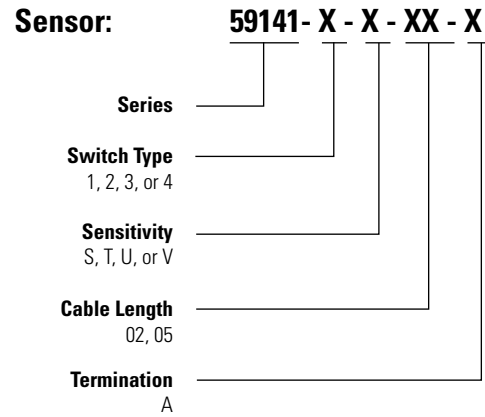 Sensor: 59141- X - X - XX - X
Series
Switch Type
1, 2, 3, or 4
Sensitivity
S, T, U, or V
Cable Length
02, 05
Termination
A